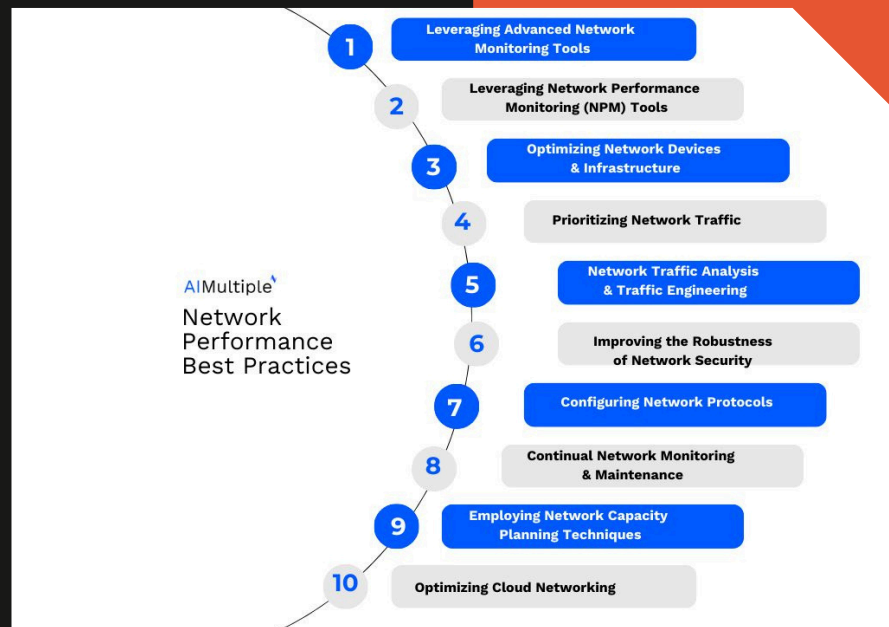 1
Leveraging Advanced Network
Monitoring Tools
2
Leveraging Network Performance
Monitoring (NPM) Tools
3
Optimizing Network Devices
& Infrastructure
4
Prioritizing Network Traffic
5
Network Traffic Analysis
& Traffic Engineering
AIMultiple
Network
Performance
Best Practices
6
Improving the Robustness
of Network Security
7
Configuring Network Protocols
8
Continual Network Monitoring
& Maintenance
9
Employing Network Capacity
Planning Techniques
10
Optimizing Cloud Networking